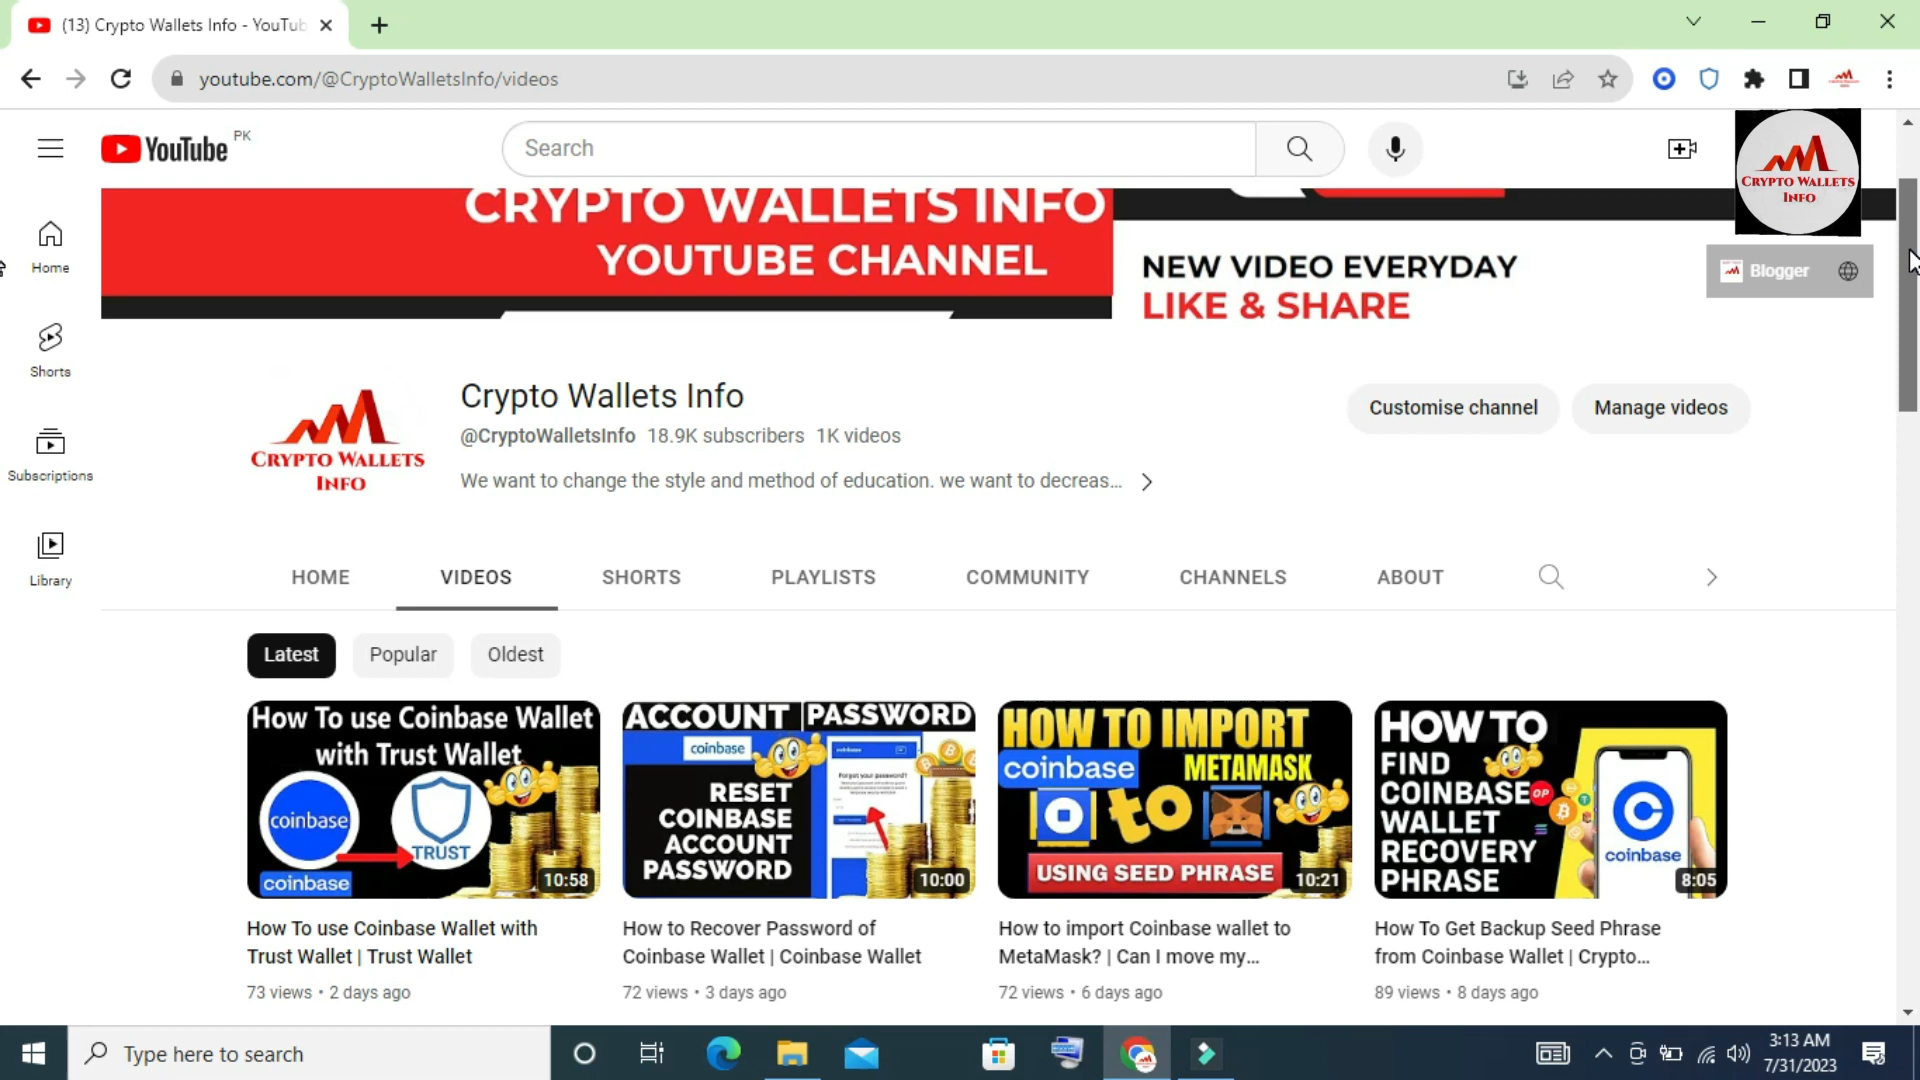 (13) Crypto Wallets Info - YouTub
youtube.com/@CryptoWalletsInfo/videos
YouTube PK
Search
CRYPTO WALLETS INFO
CRYPTO WALLETS INFO
YOUTUBE CHANNEL
NEW VIDEO EVERYDAY
LIKE & SHARE
Blogger
Home
Shorts
Subscriptions
Library
CRYPTO WALLETS
INFO
Crypto Wallets Info
@CryptoWalletsInfo 18.9K subscribers 1K videos
We want to change the style and method of education. we want to decreas...
Customise channel
Manage videos
HOME VIDEOS SHORTS PLAYLISTS COMMUNITY CHANNELS ABOUT
Latest Popular Oldest
How To use Coinbase Wallet
with Trust Wallet
coinbase
TRUST
coinbase
10:58
ACCOUNT PASSWORD
coinbase
Forgot your password?
RESET
COINBASE
ACCOUNT
PASSWORD
10:00
HOW TO IMPORT
coinbase METAMASK
to
USING SEED PHRASE
10:21
HOW TO
FIND
COINBASE
WALLET
RECOVERY
PHRASE
OP
coinbase
8:05
How To use Coinbase Wallet with
Trust Wallet | Trust Wallet
73 views • 2 days ago
How to Recover Password of
Coinbase Wallet | Coinbase Wallet
72 views • 3 days ago
How to import Coinbase wallet to
MetaMask? | Can I move my...
72 views • 6 days ago
How To Get Backup Seed Phrase
from Coinbase Wallet | Crypto...
89 views • 8 days ago
Type here to search
3:13 AM
7/31/2023